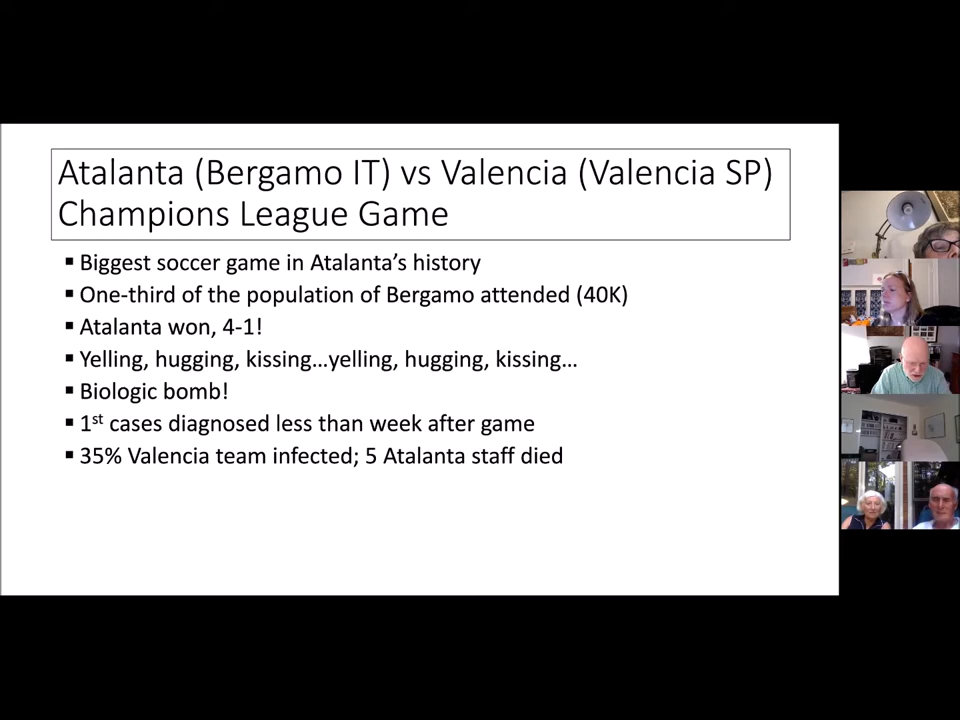 Atalanta (Bergamo IT) vs Valencia (Valencia SP)
Champions League Game
▪ Biggest soccer game in Atalanta’s history
▪ One-third of the population of Bergamo attended (40K)
▪ Atalanta won, 4-1!
▪ Yelling, hugging, kissing…yelling, hugging, kissing…
▪ Biologic bomb!
▪ 1st cases diagnosed less than week after game
▪ 35% Valencia team infected; 5 Atalanta staff died